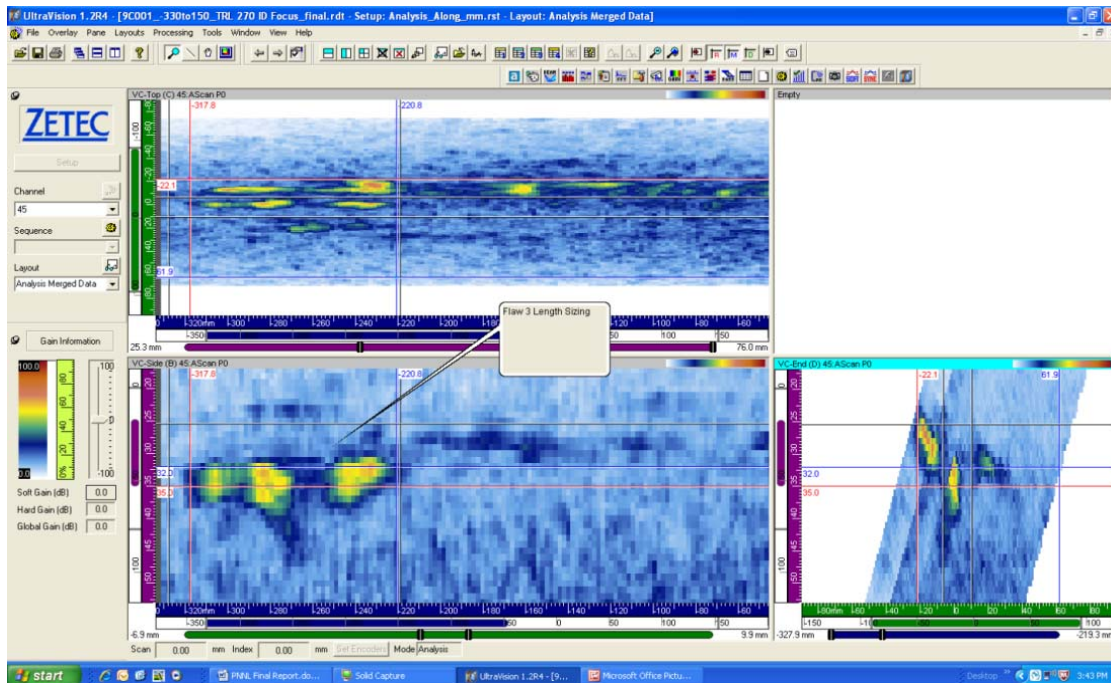 UltraVision 1.2R4 - [9C001_-330to150_TRL 270 ID Focus_final.rdt - Setup: Analysis_Along_mm.rst - Layout: Analysis Merged Data]
File Overlay Pane Layouts Processing Tools Window View Help
ZETEC
Setup
Channel
45
Sequence
Layout
Analysis Merged Data
Gain Information
100.0
0.0
100
0
-100
Soft Gain (dB) 0.0
Hard Gain (dB) 0.0
Global Gain (dB) 0.0
VC-Top (C) 45:AScan P0
-317.8
-220.8
-22.1
61.9
25.3 mm
76.0 mm
Empty
Flaw 3 Length Sizing
VC-Side (B) 45:AScan P0
-317.8
-220.8
32.0
35.0
-6.9 mm
9.9 mm
VC-End (D) 45:AScan P0
-22.1
61.9
32.0
35.0
-327.9 mm
-219.3 mm
Scan 0.00 mm Index 0.00 mm Set Encoders Mode Analysis
start
PNNL Final Report.do...
Solid Capture
UltraVision 1.2R4 - [9...
Microsoft Office Pictu...
Desktop
3:43 PM